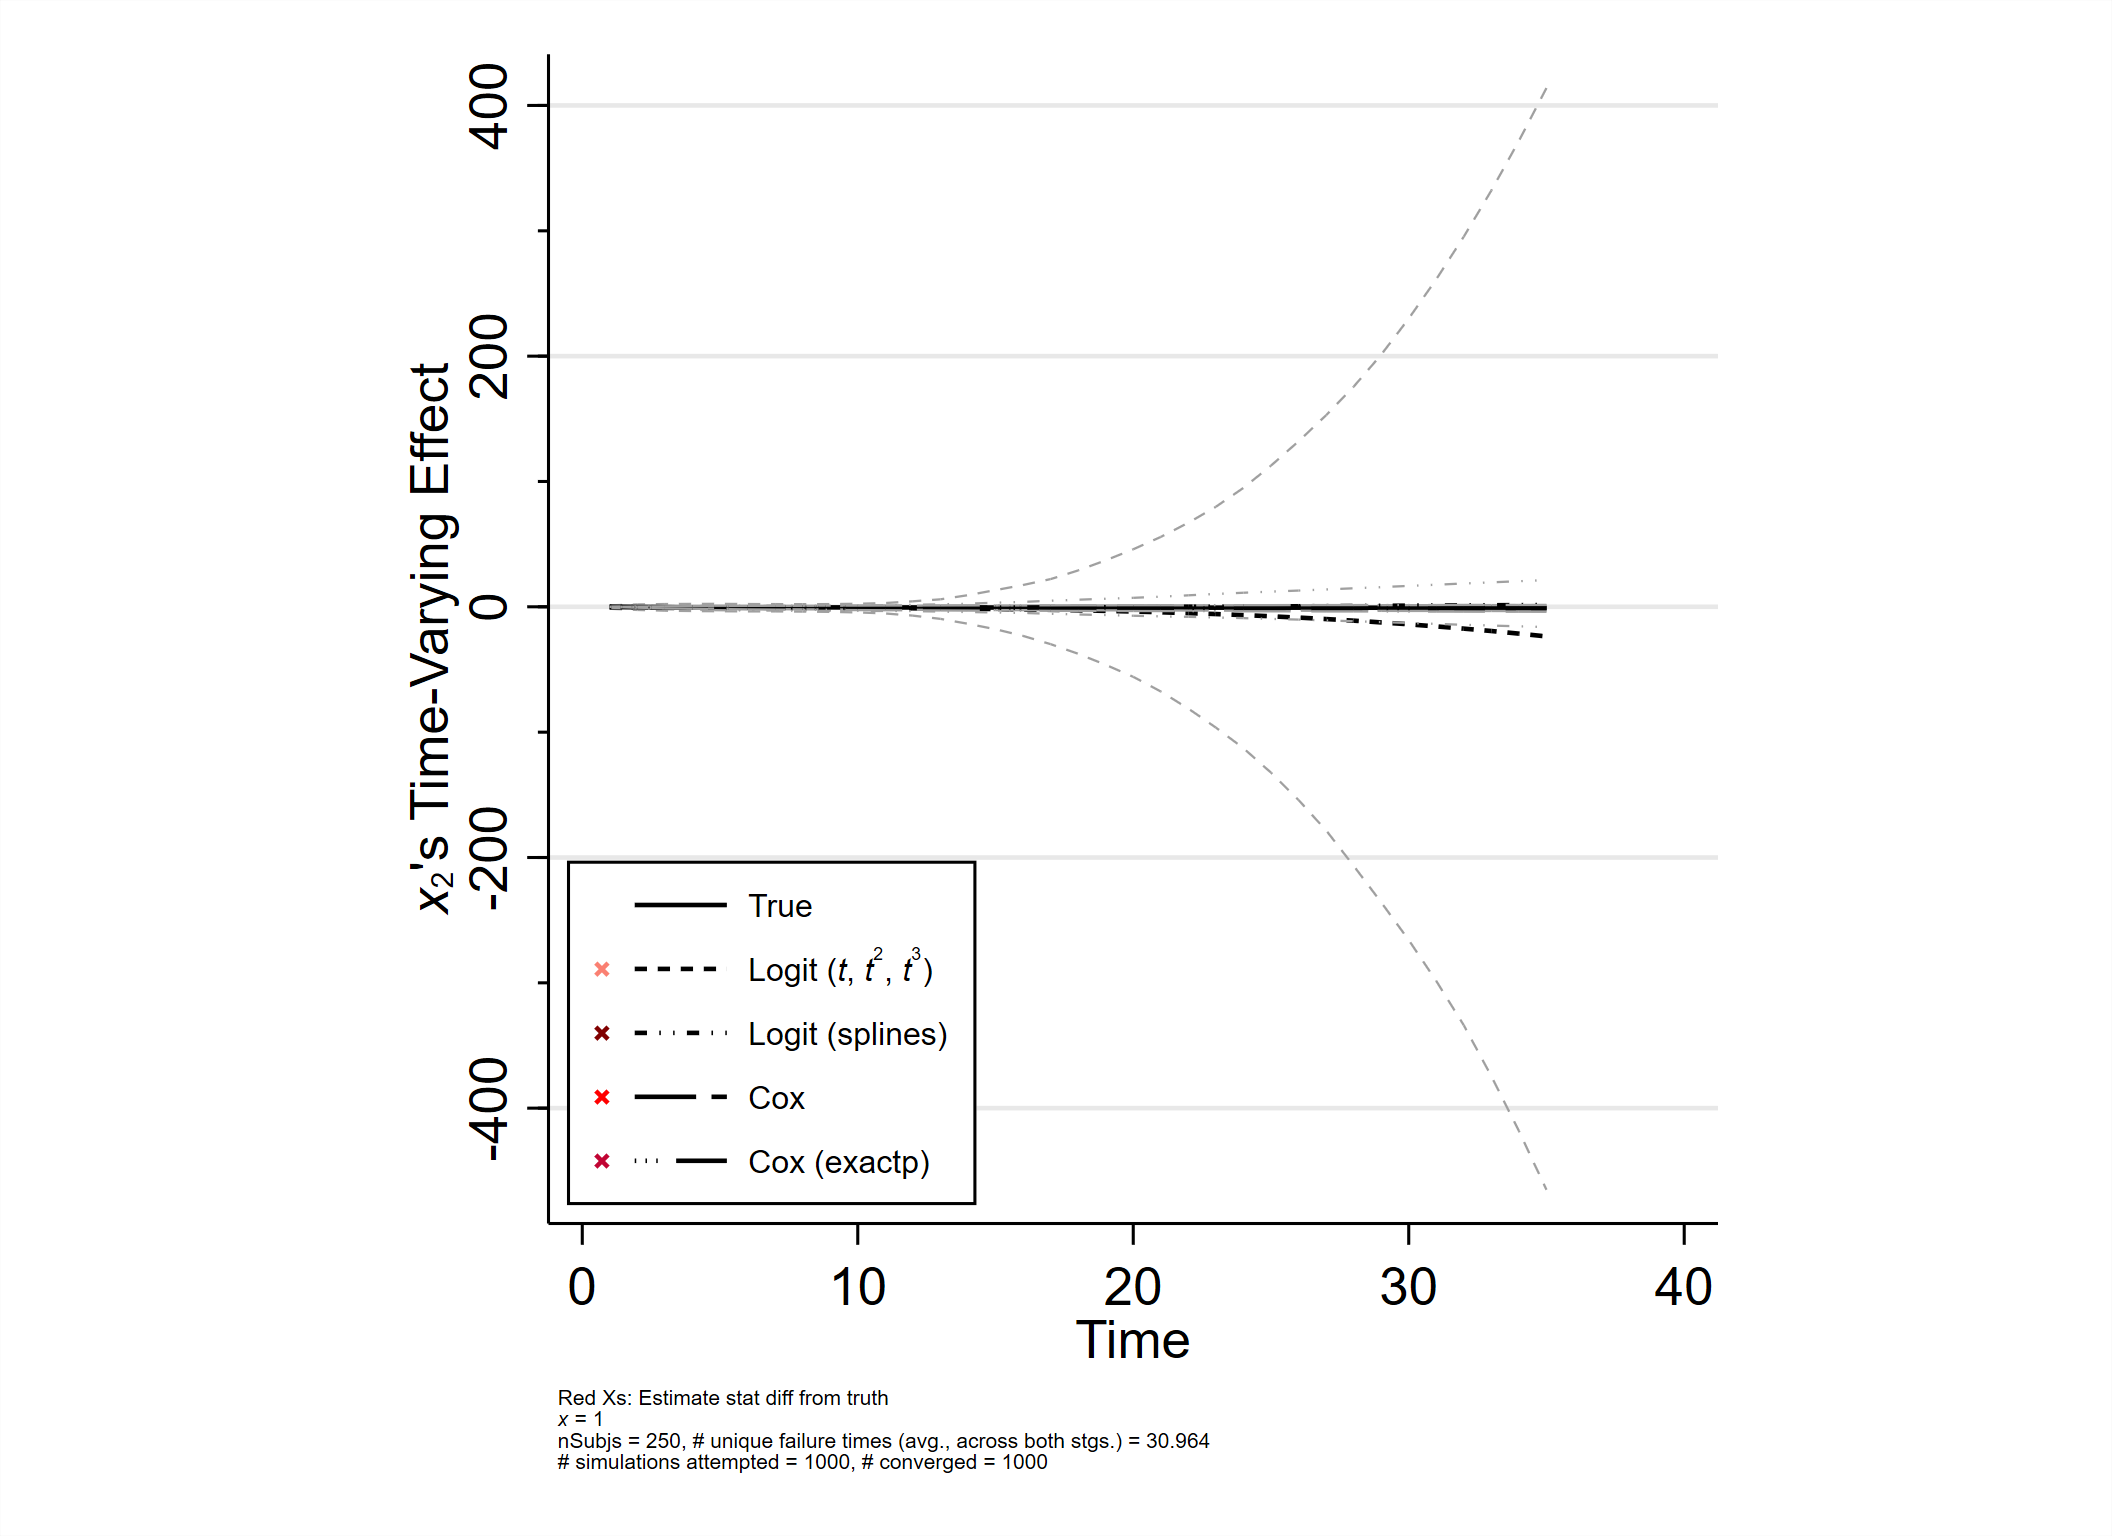 400
200
0
-200
-400
x₂'s Time-Varying Effect
True
Logit (t, t², t³)
Logit (splines)
Cox
Cox (exactp)
0 10 20 30 40
Time
Red Xs: Estimate stat diff from truth
x = 1
nSubjs = 250, # unique failure times (avg., across both stgs.) = 30.964
# simulations attempted = 1000, # converged = 1000